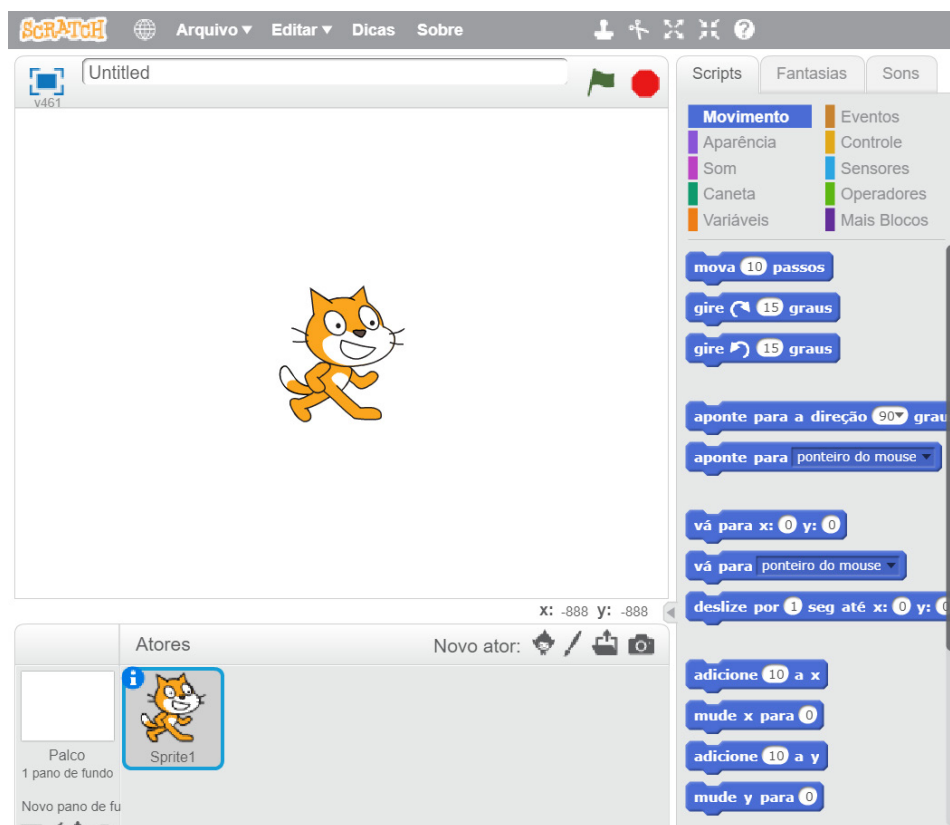 SCRATCH Arquivo▼ Editar▼ Dicas Sobre
v461
Untitled
Scripts Fantasias Sons
Movimento Eventos
Aparência Controle
Som Sensores
Caneta Operadores
Variáveis Mais Blocos
mova 10 passos
gire 15 graus
gire 15 graus
aponte para a direção 90▼ grau
aponte para ponteiro do mouse
vá para x: 0 y: 0
vá para ponteiro do mouse
deslize por 1 seg até x: 0 y: 0
adicione 10 a x
mude x para 0
adicione 10 a y
mude y para 0
x: -888 y: -888
Atores Novo ator:
Sprite1
Palco
1 pano de fundo
Novo pano de fu